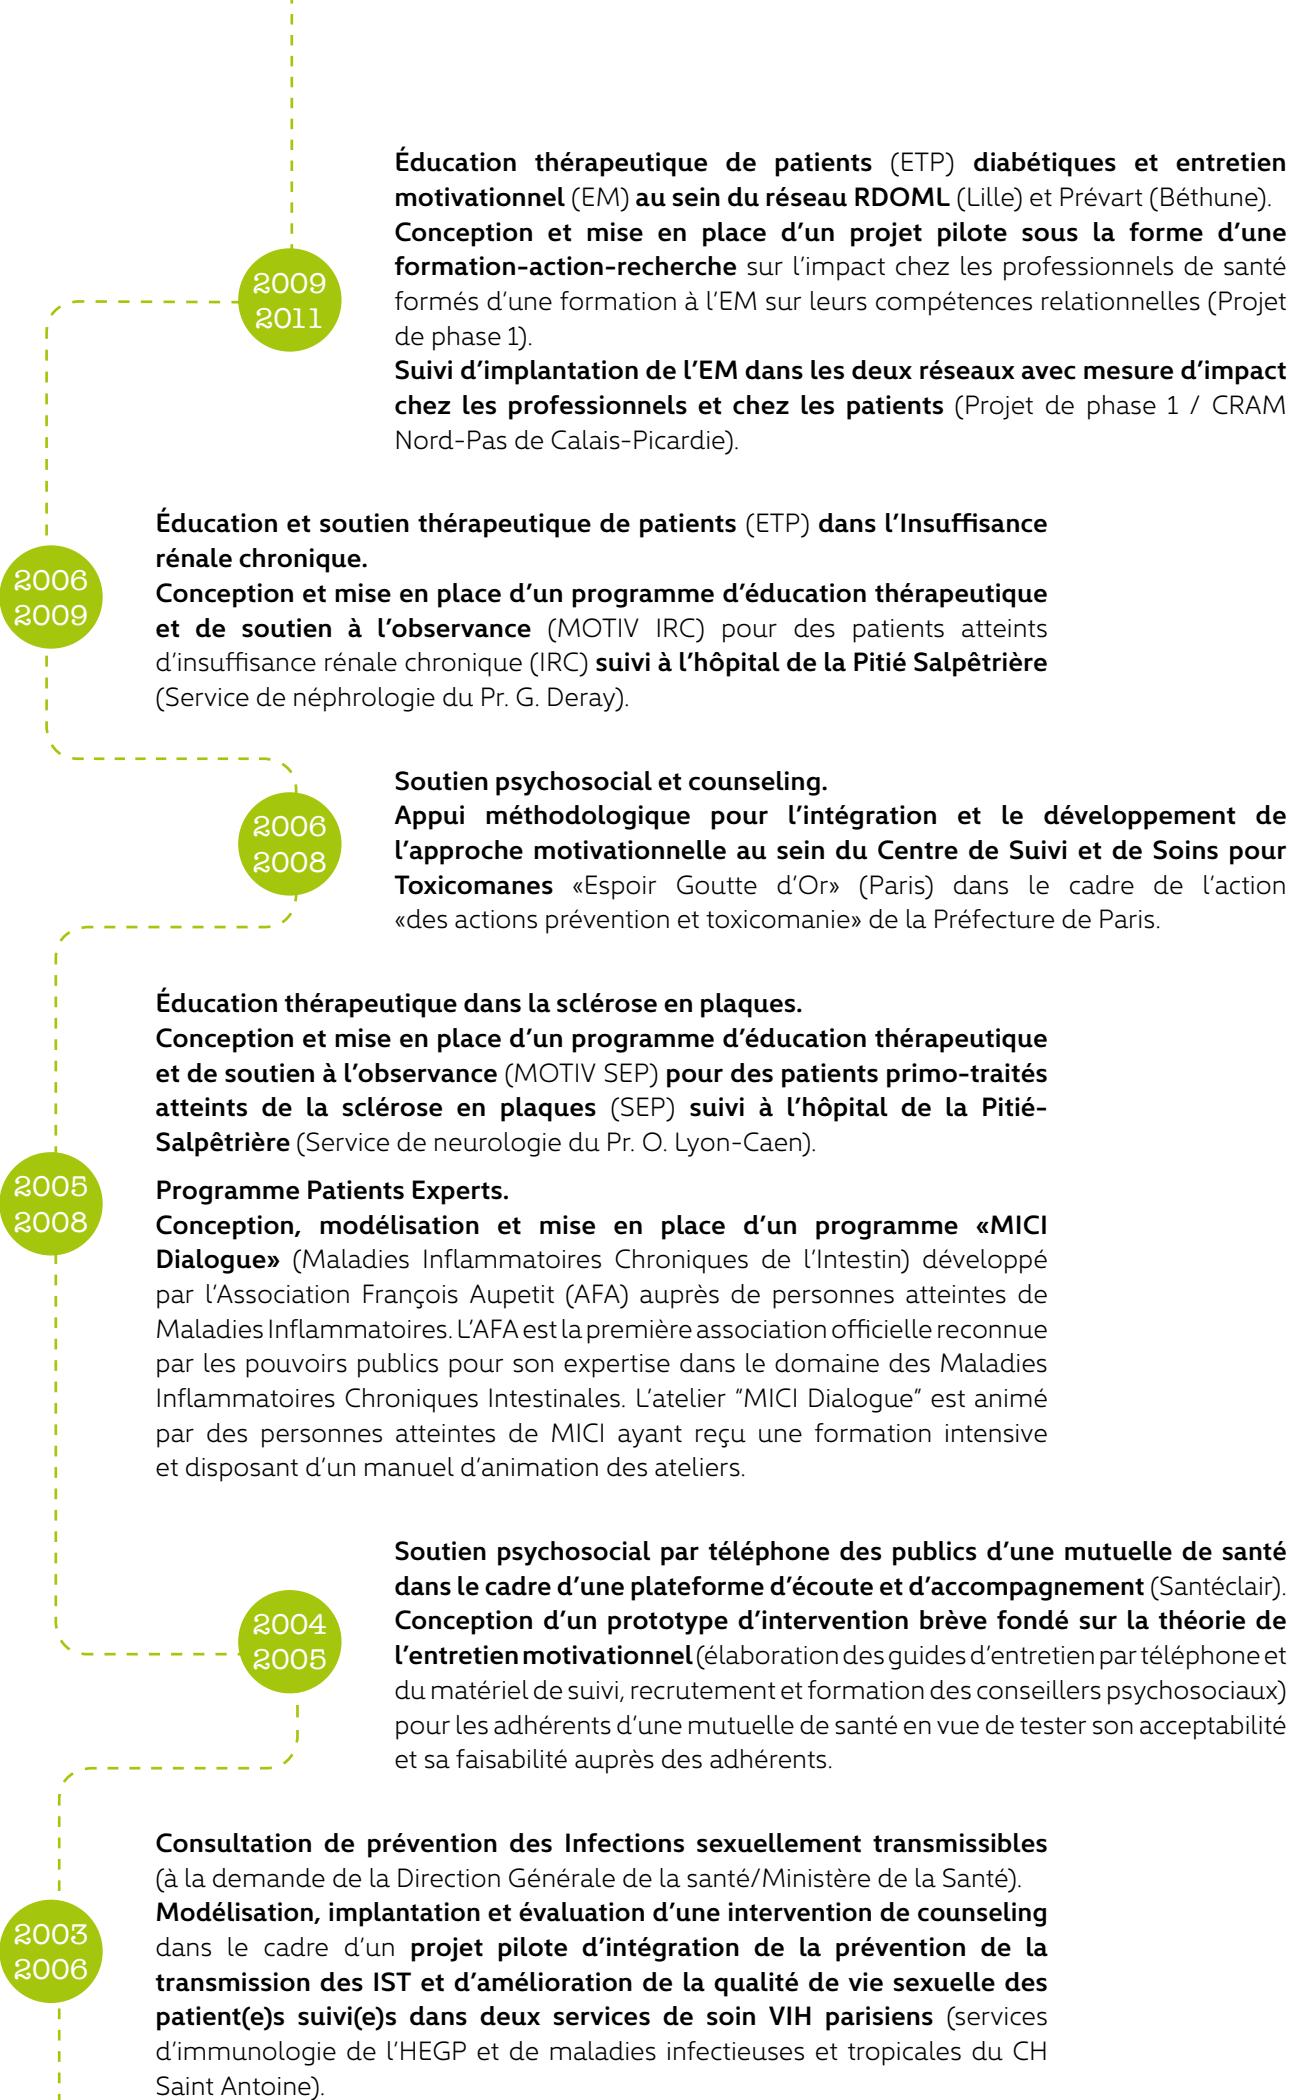 Éducation thérapeutique de patients (ETP) diabétiques et entretien
motivationnel (EM) au sein du réseau RDOML (Lille) et Prévart (Béthune).
Conception et mise en place d'un projet pilote sous la forme d'une
formation-action-recherche sur l'impact chez les professionnels de santé
formés d'une formation à l'EM sur leurs compétences relationnelles (Projet
de phase 1).
Suivi d'implantation de l'EM dans les deux réseaux avec mesure d'impact
chez les professionnels et chez les patients (Projet de phase 1 / CRAM
Nord-Pas de Calais-Picardie).
2009
2011
Éducation et soutien thérapeutique de patients (ETP) dans l'Insuffisance
rénale chronique.
Conception et mise en place d'un programme d'éducation thérapeutique
et de soutien à l'observance (MOTIV IRC) pour des patients atteints
d'insuffisance rénale chronique (IRC) suivi à l'hôpital de la Pitié Salpêtrière
(Service de néphrologie du Pr. G. Deray).
2006
2009
Soutien psychosocial et counseling.
Appui méthodologique pour l'intégration et le développement de
l'approche motivationnelle au sein du Centre de Suivi et de Soins pour
Toxicomanes «Espoir Goutte d'Or» (Paris) dans le cadre de l'action
«des actions prévention et toxicomanie» de la Préfecture de Paris.
2006
2008
Éducation thérapeutique dans la sclérose en plaques.
Conception et mise en place d'un programme d'éducation thérapeutique
et de soutien à l'observance (MOTIV SEP) pour des patients primo-traités
atteints de la sclérose en plaques (SEP) suivi à l'hôpital de la Pitié-
Salpêtrière (Service de neurologie du Pr. O. Lyon-Caen).
2005
2008
Programme Patients Experts.
Conception, modélisation et mise en place d'un programme «MICI
Dialogue» (Maladies Inflammatoires Chroniques de l'Intestin) développé
par l'Association François Aupetit (AFA) auprès de personnes atteintes de
Maladies Inflammatoires. L'AFA est la première association officielle reconnue
par les pouvoirs publics pour son expertise dans le domaine des Maladies
Inflammatoires Chroniques Intestinales. L'atelier "MICI Dialogue" est animé
par des personnes atteintes de MICI ayant reçu une formation intensive
et disposant d'un manuel d'animation des ateliers.
Soutien psychosocial par téléphone des publics d'une mutuelle de santé
dans le cadre d'une plateforme d'écoute et d'accompagnement (Santéclair).
Conception d'un prototype d'intervention brève fondé sur la théorie de
l'entretien motivationnel (élaboration des guides d'entretien par téléphone et
du matériel de suivi, recrutement et formation des conseillers psychosociaux)
pour les adhérents d'une mutuelle de santé en vue de tester son acceptabilité
et sa faisabilité auprès des adhérents.
2004
2005
Consultation de prévention des Infections sexuellement transmissibles
(à la demande de la Direction Générale de la santé/Ministère de la Santé).
Modélisation, implantation et évaluation d'une intervention de counseling
dans le cadre d'un projet pilote d'intégration de la prévention de la
transmission des IST et d'amélioration de la qualité de vie sexuelle des
patient(e)s suivi(e)s dans deux services de soin VIH parisiens (services
d'immunologie de l'HEGP et de maladies infectieuses et tropicales du CH
Saint Antoine).
2003
2006